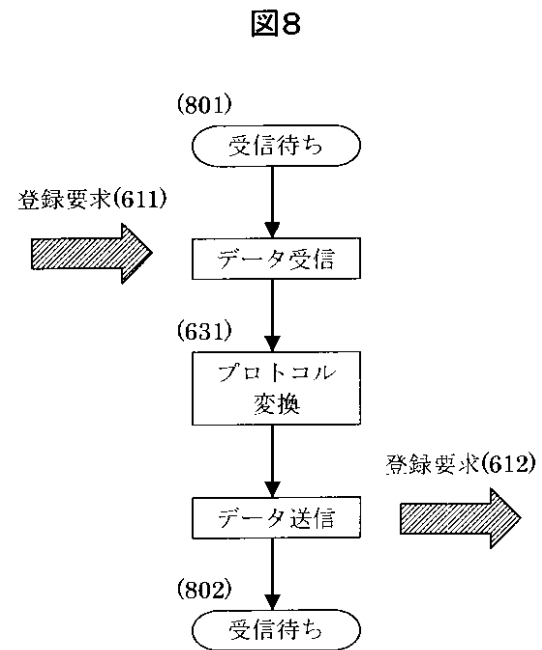 図8
(801)
受信待ち
登録要求(611)
データ受信
(631)
プロトコル
変換
登録要求(612)
データ送信
(802)
受信待ち